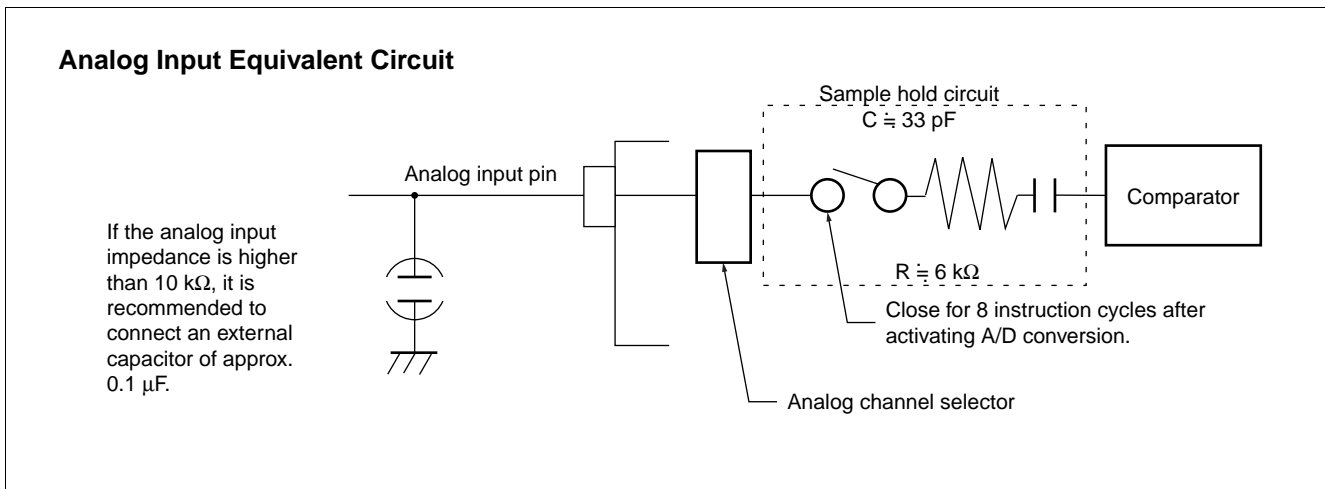 Analog Input Equivalent Circuit
Sample hold circuit
C ≒ 33 pF
Analog input pin
Comparator
If the analog input
impedance is higher
than 10 kΩ, it is
recommended to
connect an external
capacitor of approx.
0.1 µF.
R ≒ 6 kΩ
Close for 8 instruction cycles after
activating A/D conversion.
Analog channel selector